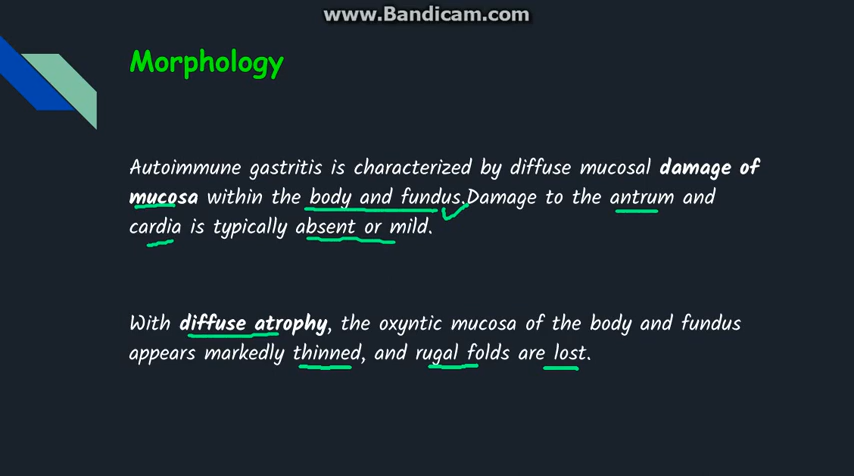 www.Bandicam.com
Morphology
Autoimmune gastritis is characterized by diffuse mucosal damage of
mucosa within the body and fundus.Damage to the antrum and
cardia is typically absent or mild.
With diffuse atrophy, the oxyntic mucosa of the body and fundus
appears markedly thinned, and rugal folds are lost.